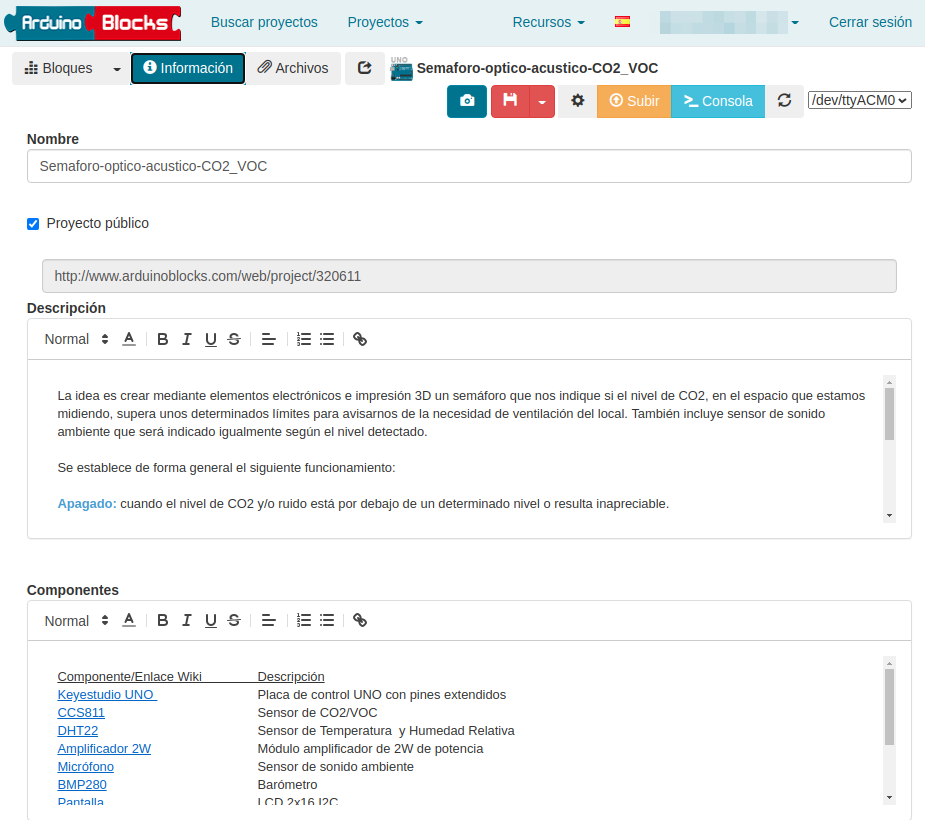 Arduino Blocks Buscar proyectos Proyectos Recursos Cerrar sesión
Bloques Información Archivos UNO Semaforo-optico-acustico-CO2_VOC
Subir Consola /dev/ttyACM0
Nombre
Semaforo-optico-acustico-CO2_VOC
Proyecto público
http://www.arduinoblocks.com/web/project/320611
Descripción
Normal A B I U S
La idea es crear mediante elementos electrónicos e impresión 3D un semáforo que nos indique si el nivel de CO2, en el espacio que estamos
midiendo, supera unos determinados límites para avisarnos de la necesidad de ventilación del local. También incluye sensor de sonido
ambiente que será indicado igualmente según el nivel detectado.
Se establece de forma general el siguiente funcionamiento:
Apagado: cuando el nivel de CO2 y/o ruido está por debajo de un determinado nivel o resulta inapreciable.
Componentes
Normal A B I U S
Componente/Enlace Wiki Descripción
Keyestudio UNO Placa de control UNO con pines extendidos
CCS811 Sensor de CO2/VOC
DHT22 Sensor de Temperatura y Humedad Relativa
Amplificador 2W Módulo amplificador de 2W de potencia
Micrófono Sensor de sonido ambiente
BMP280 Barómetro
Pantalla LCD 2x16 I2C